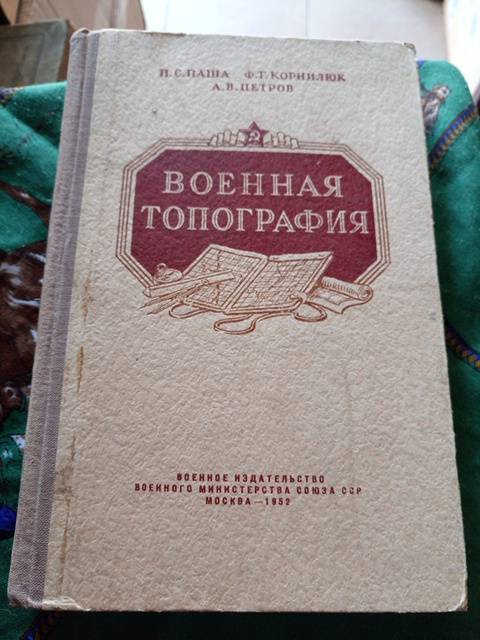 П.С.ПАША Ф.Г.КОРНИЛЮК
А.В.ПЕТРОВ
ВОЕННАЯ
ТОПОГРАФИЯ
ВОЕННОЕ ИЗДАТЕЛЬСТВО
ВОЕННОГО МИНИСТЕРСТВА СОЮЗА ССР
МОСКВА—1952